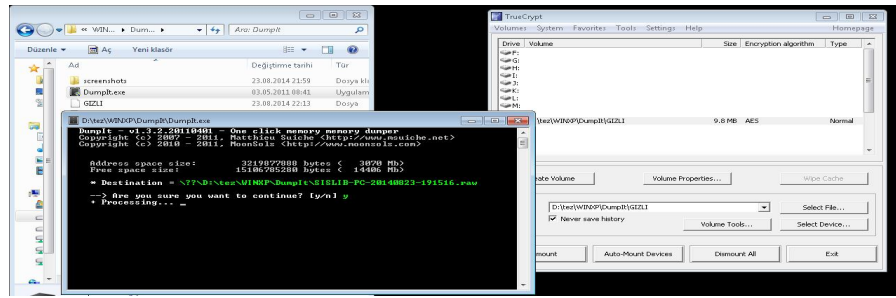 « WIN... ▸ Dum... ▸
Ara: DumpIt
Düzenle
Aç
Yeni klasör
Ad
Değiştirme tarihi
Tür
screenshots
23.08.2014 21:59
Dosya kl
DumpIt.exe
03.05.2011 08:41
Uygulam
GIZLI
23.08.2014 22:13
Dosya
D:\tez\WINXP\DumpIt\DumpIt.exe
DumpIt - v1.3.2.20110401 - One click memory memory dumper
Copyright (c) 2007 - 2011, Matthieu Suiche <http://www.msuiche.net>
Copyright (c) 2010 - 2011, MoonSols <http://www.moonsols.com>
Address space size: 3219877888 bytes ( 3070 Mb)
Free space size: 15106785280 bytes ( 14406 Mb)
* Destination = \??\D:\tez\WINXP\DumpIt\SISLIB-PC-20140823-191516.raw
--> Are you sure you want to continue? [y/n] y
+ Processing... _
TrueCrypt
Volumes System Favorites Tools Settings Help Homepage
Drive Volume Size Encryption algorithm Type
F:
G:
H:
I:
J:
K:
L:
M:
\tez\WINXP\DumpIt\GIZLI 9.8 MB AES Normal
eate Volume
Volume Properties...
Wipe Cache
D:\tez\WINXP\DumpIt\GIZLI
Select File...
Never save history
Volume Tools...
Select Device...
mount
Auto-Mount Devices
Dismount All
Exit